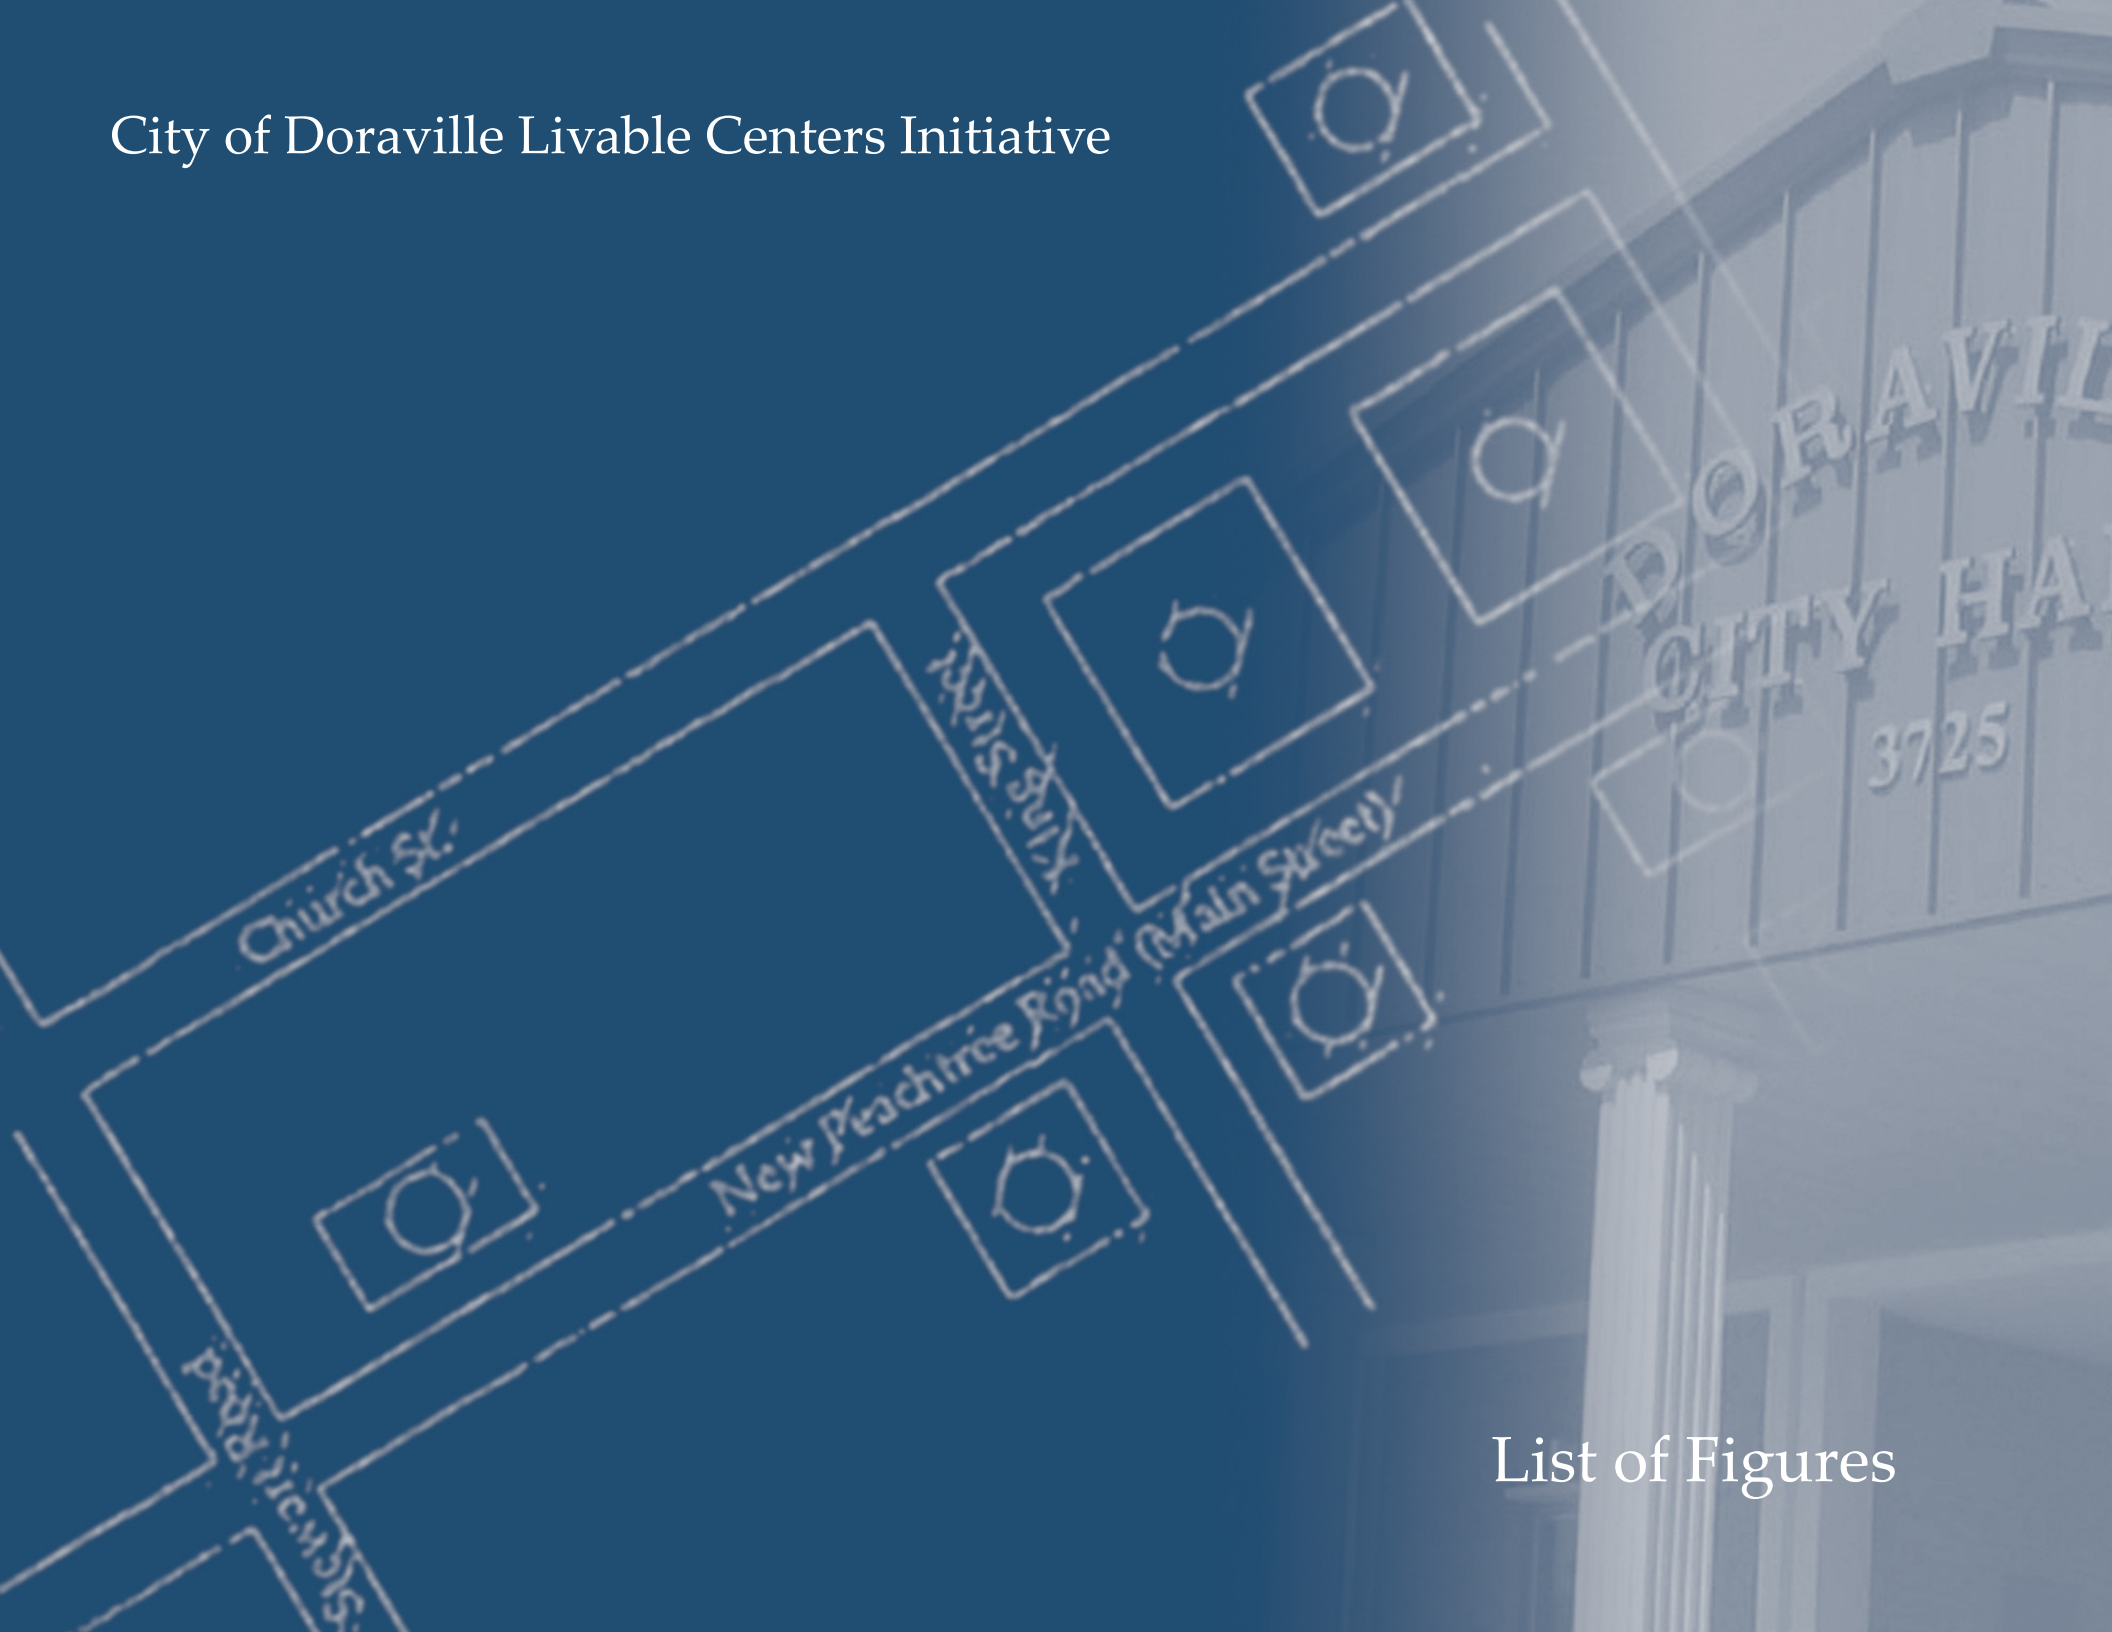 City of Doraville Livable Centers Initiative
DORAVIL
CITY HAL
3725
King Street
Church St.
New Peachtree Road (Main Street)
List of Figures